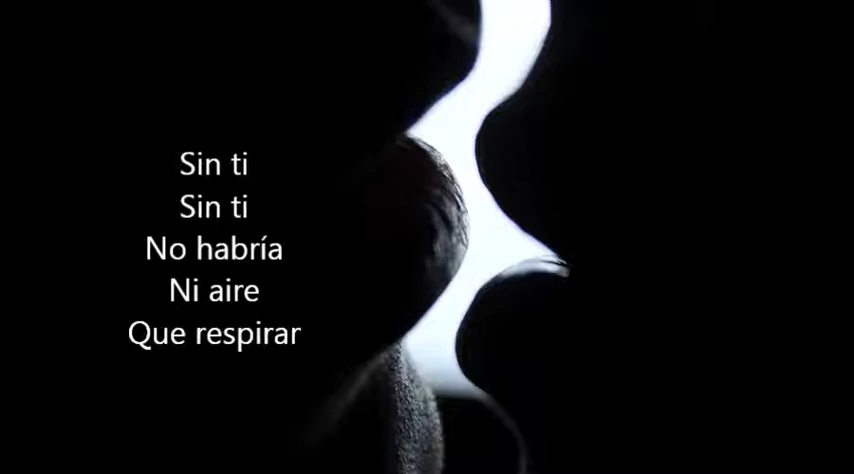 Sin ti
Sin ti
No habría
Ni aire
Que respirar